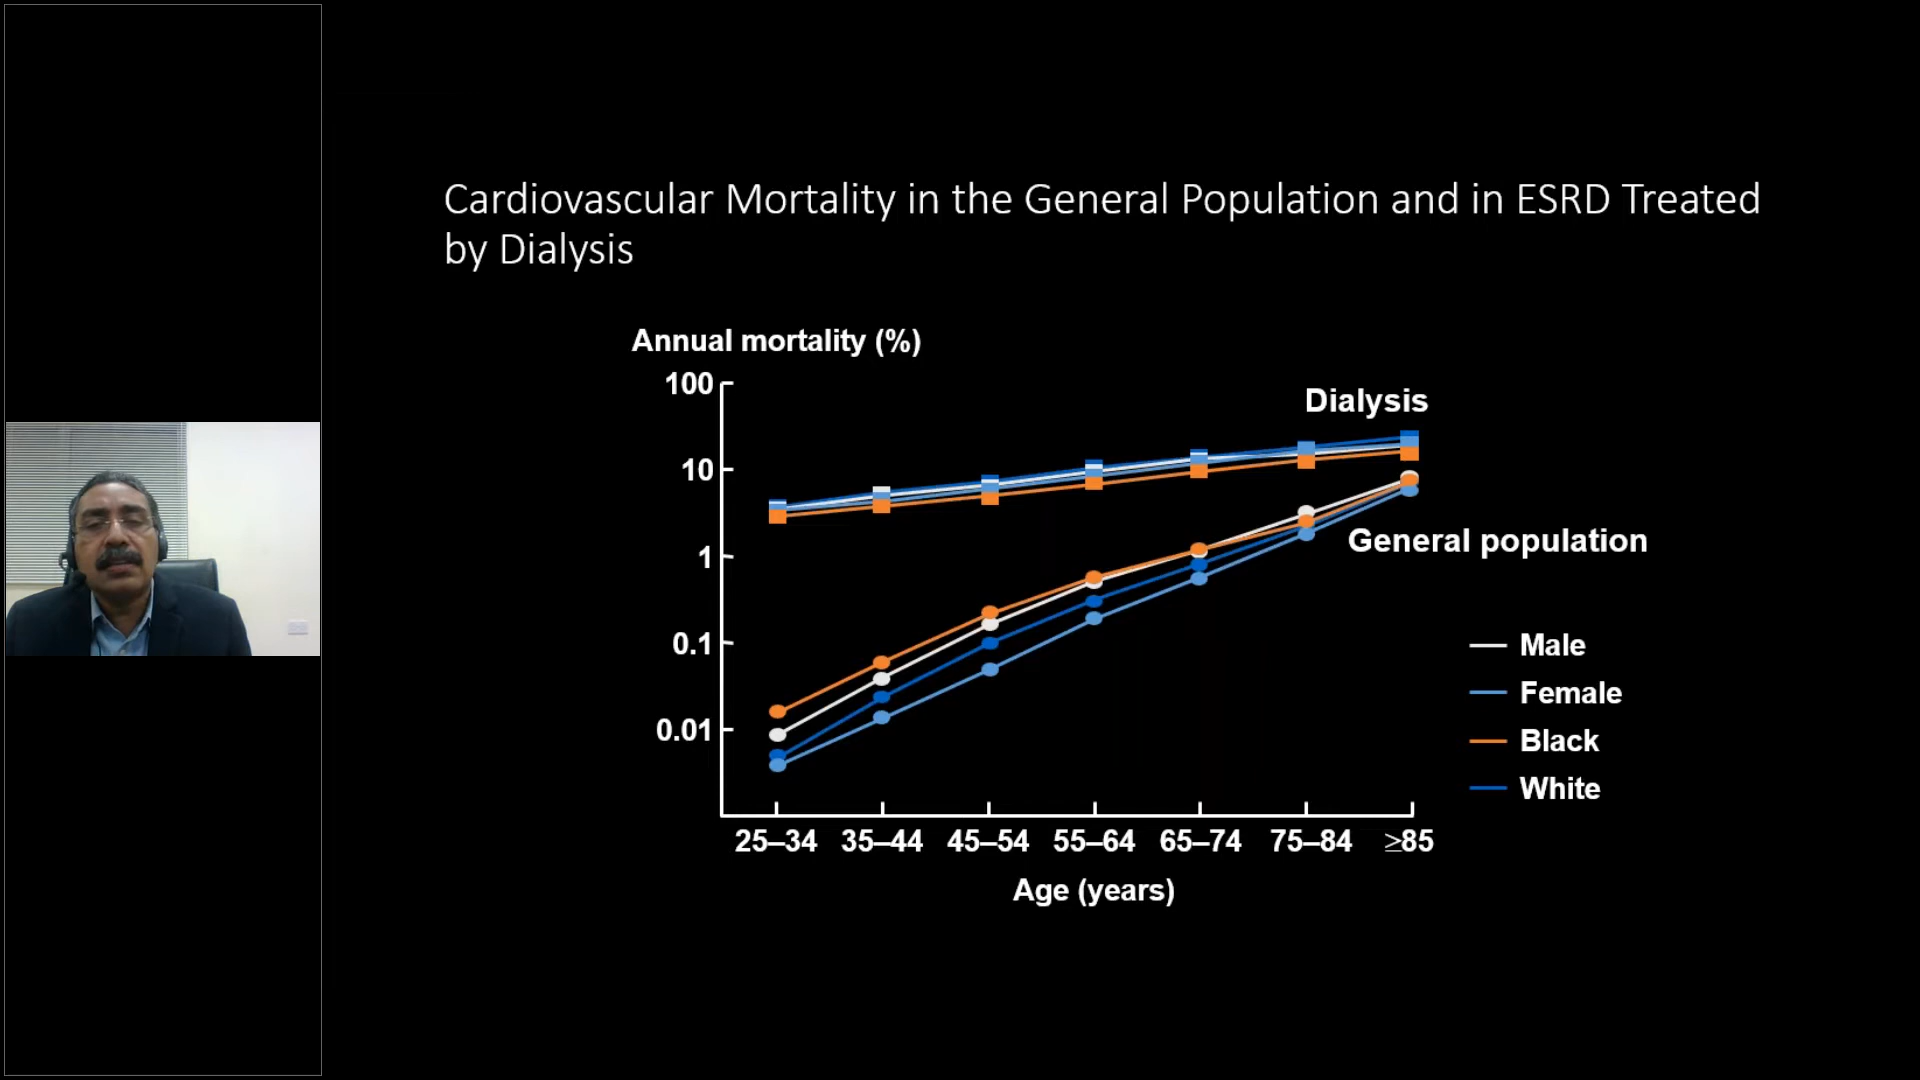 Cardiovascular Mortality in the General Population and in ESRD Treated
by Dialysis
Annual mortality (%)
100
10
1
0.1
0.01
Dialysis
General population
Male
Female
Black
White
25–34 35–44 45–54 55–64 65–74 75–84 ≥85
Age (years)